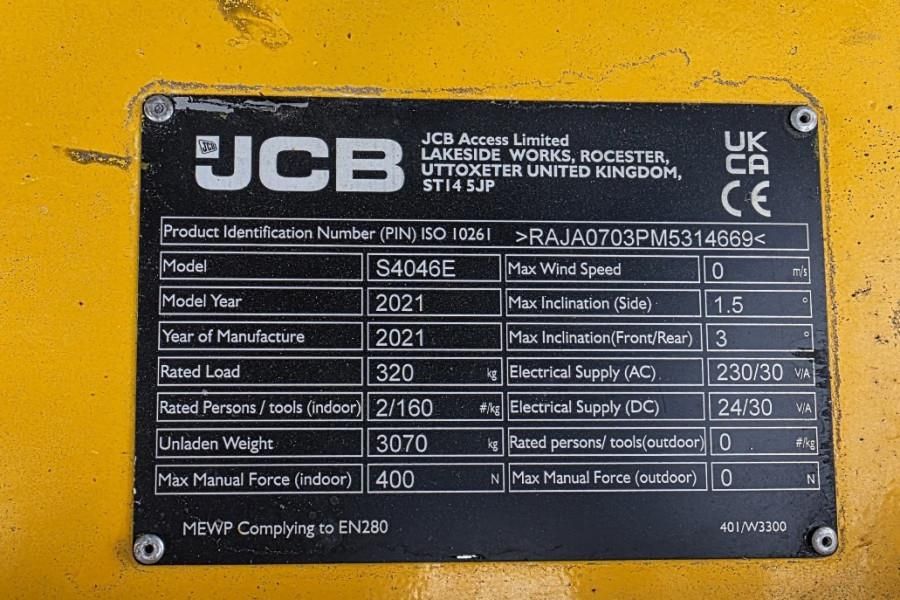 JCB JCB
JCB Access Limited
LAKESIDE WORKS, ROCESTER,
UTTOXETER UNITED KINGDOM,
ST14 5JP
UK
CA
CE
Product Identification Number (PIN) ISO 10261 >RAJA0703PM5314669<
Model S4046E Max Wind Speed 0 m/s
Model Year 2021 Max Inclination (Side) 1.5 °
Year of Manufacture 2021 Max Inclination(Front/Rear) 3 °
Rated Load 320 kg Electrical Supply (AC) 230/30 V/A
Rated Persons / tools (indoor) 2/160 #/kg Electrical Supply (DC) 24/30 V/A
Unladen Weight 3070 kg Rated persons/ tools(outdoor) 0 #/kg
Max Manual Force (indoor) 400 N Max Manual Force (outdoor) 0 N
MEWP Complying to EN280 401/W3300